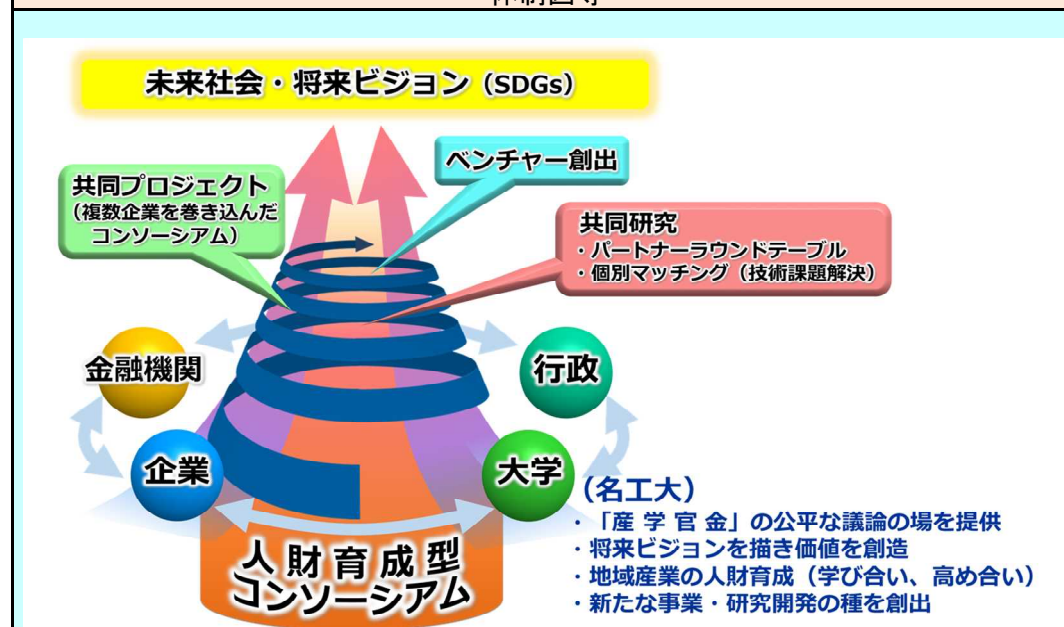 未来社会・将来ビジョン（SDGs）
ベンチャー創出
共同プロジェクト
（複数企業を巻き込んだ
コンソーシアム）
共同研究
・パートナーラウンドテーブル
・個別マッチング（技術課題解決）
金融機関
行政
企業
大学
人財育成型
コンソーシアム
（名工大）
・「産 学 官 金」の公平な議論の場を提供
・将来ビジョンを描き価値を創造
・地域産業の人財育成（学び合い、高め合い）
・新たな事業・研究開発の種を創出